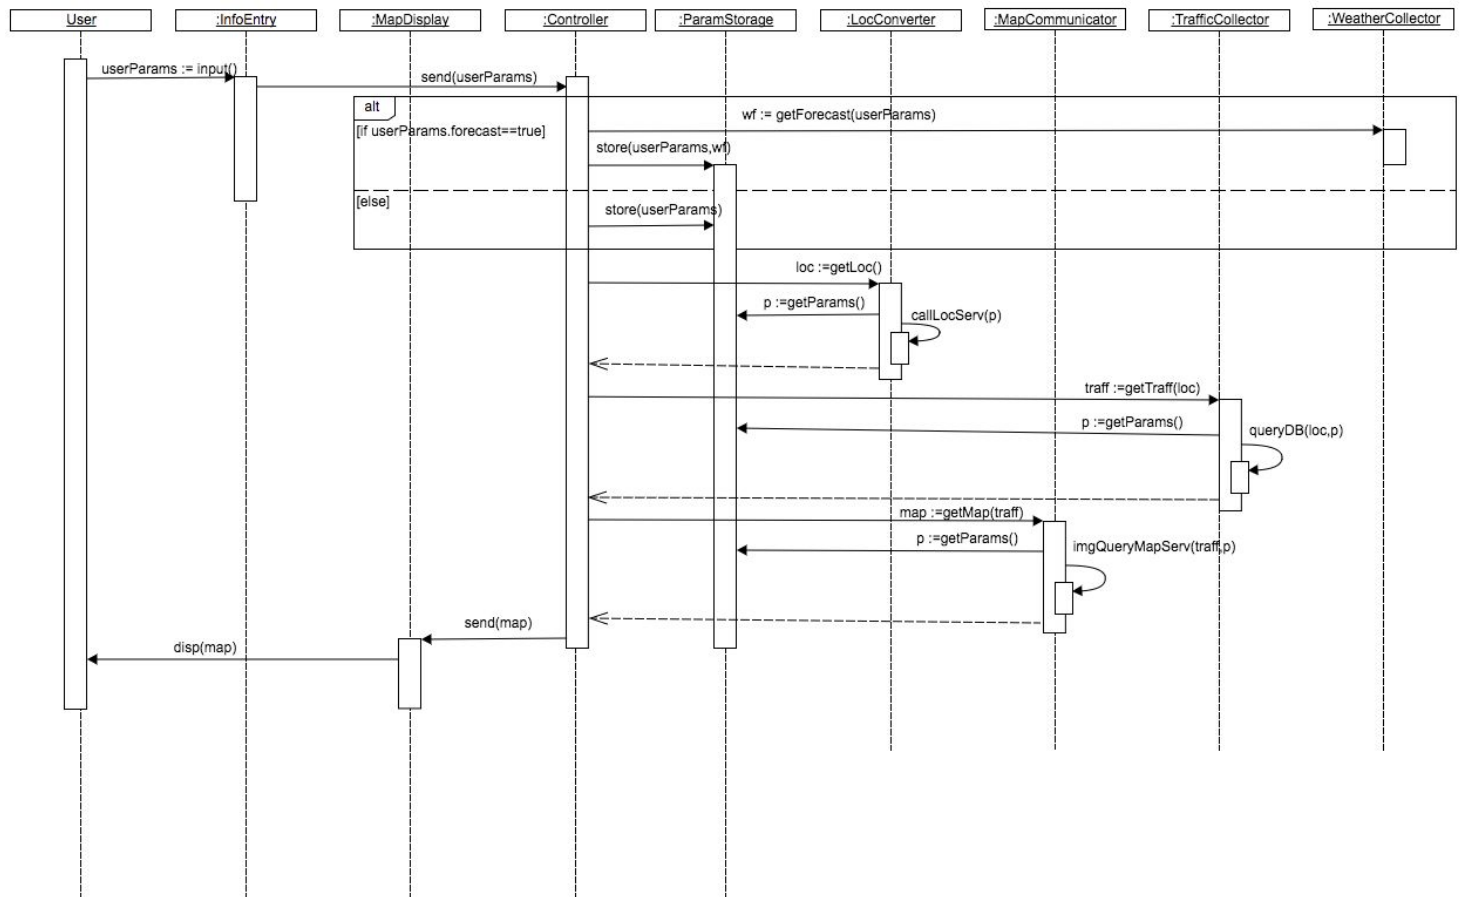 User
:InfoEntry
:MapDisplay
:Controller
:ParamStorage
:LocConverter
:MapCommunicator
:TrafficCollector
:WeatherCollector
userParams := input()
send(userParams)
alt
[if userParams.forecast==true]
wf := getForecast(userParams)
store(userParams,wf)
[else]
store(userParams)
loc :=getLoc()
p :=getParams()
callLocServ(p)
traff :=getTraff(loc)
p :=getParams()
queryDB(loc,p)
map :=getMap(traff)
p :=getParams()
imgQueryMapServ(traff,p)
send(map)
disp(map)